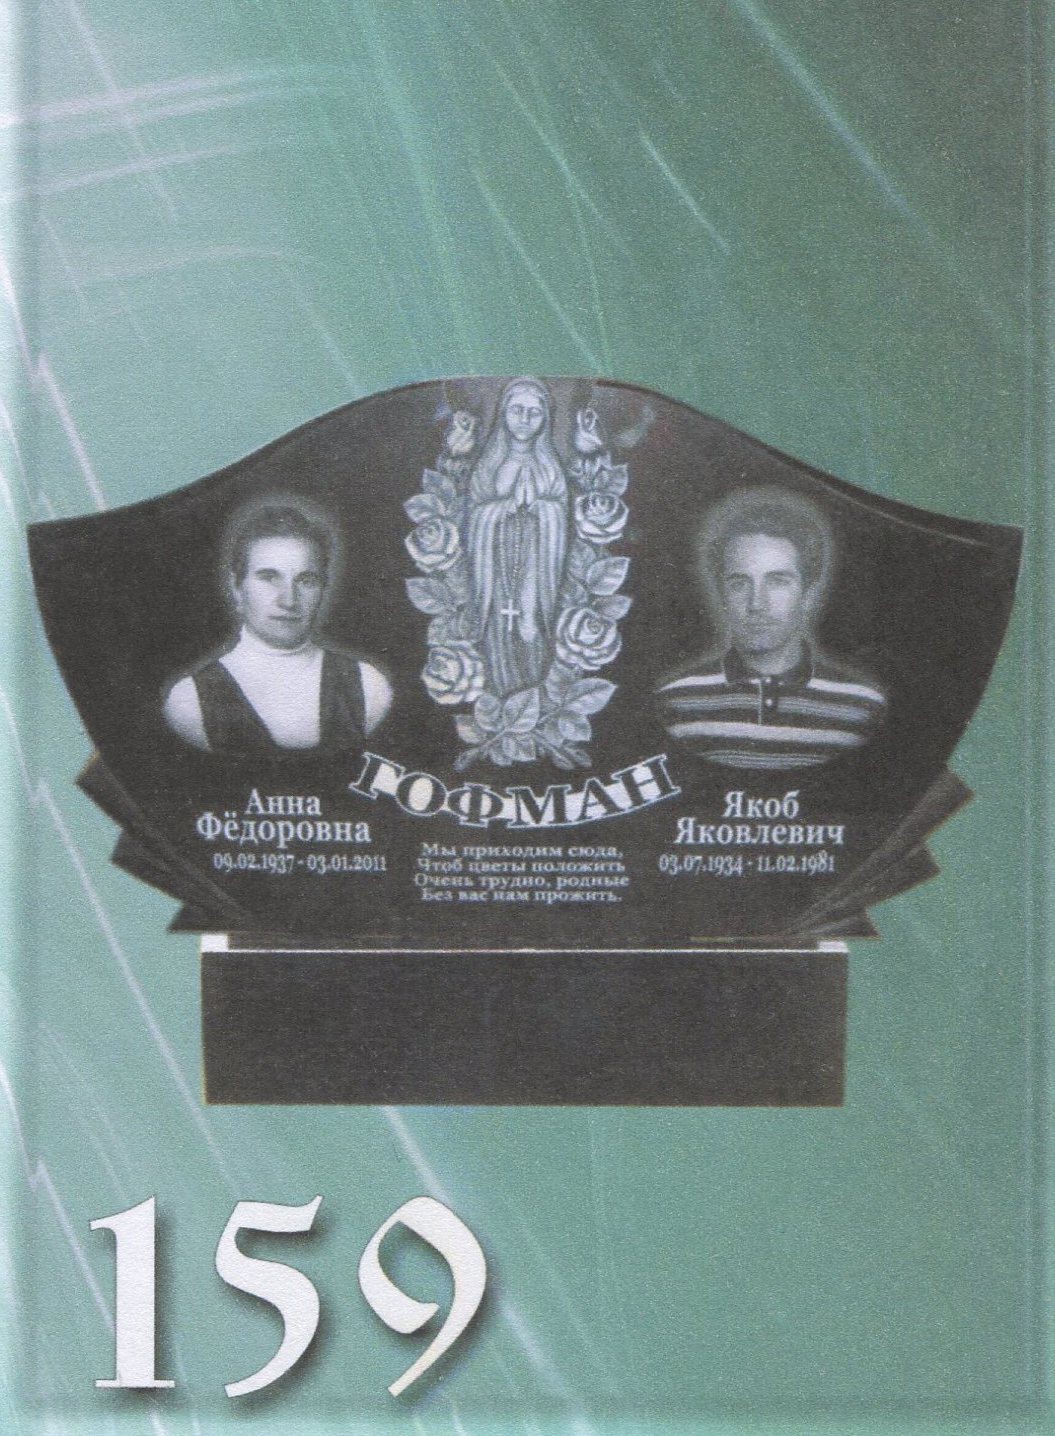 ГОФМАН
Анна
Фёдоровна
09.02.1937 - 03.01.2011
Мы приходим сюда,
Чтоб цветы положить
Очень трудно, родные
Без вас нам прожить.
Якоб
Яковлевич
03.07.1934 - 11.02.1981
159